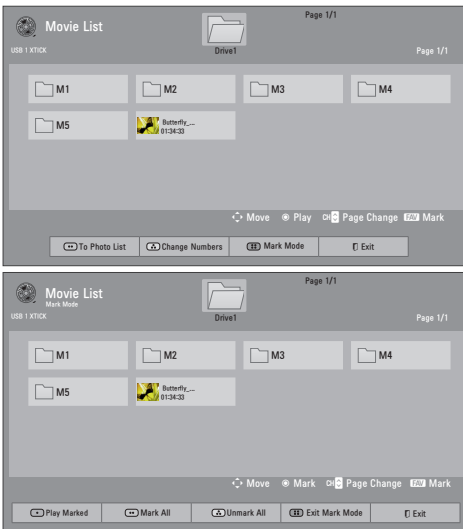 Movie List
Page 1/1
USB 1 XTICK
Drive1
Page 1/1
M1
M2
M3
M4
M5
Butterfly_...
01:34:33
Move
Play
CH
Page Change
FAV
Mark
To Photo List
Change Numbers
Mark Mode
Exit
Movie List
Mark Mode
Page 1/1
USB 1 XTICK
Drive1
Page 1/1
M1
M2
M3
M4
M5
Butterfly_...
01:34:33
Move
Mark
CH
Page Change
FAV
Mark
Play Marked
Mark All
Unmark All
Exit Mark Mode
Exit